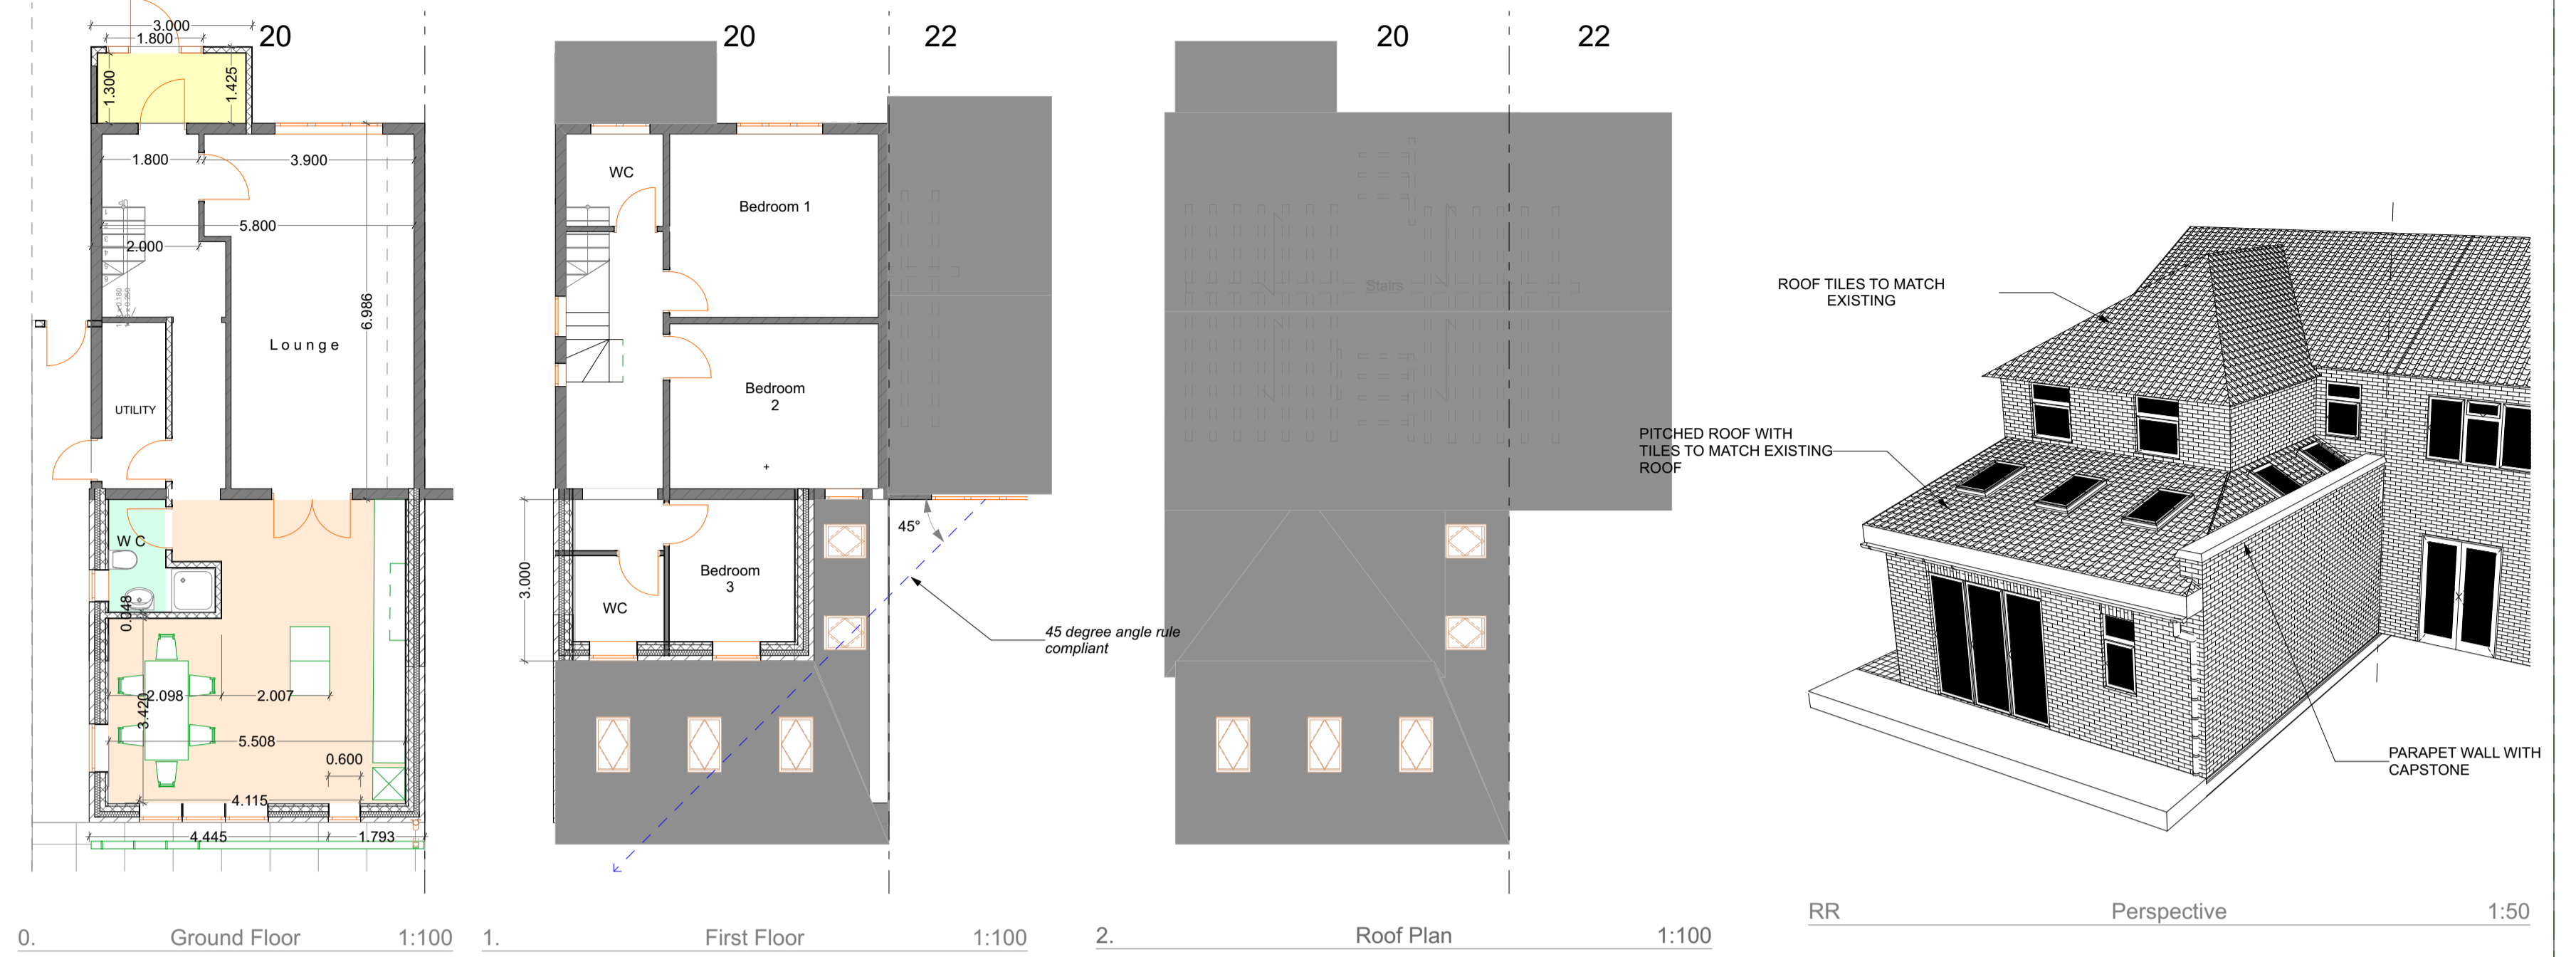 3.000
1.800
20
1.300
1.425
1.800
3.900
5.800
2.000
6.986
Lounge
UTILITY
WC
0.048
2.098
2.007
3.420
5.508
0.600
4.115
4.445
1.793
0. Ground Floor 1:100
20 22
WC
Bedroom 1
Bedroom
2
45°
3.000
Bedroom
3
WC
45 degree angle rule
compliant
1. First Floor 1:100
20 22
Stairs
2. Roof Plan 1:100
ROOF TILES TO MATCH
EXISTING
PITCHED ROOF WITH
TILES TO MATCH EXISTING
ROOF
PARAPET WALL WITH
CAPSTONE
RR Perspective 1:50